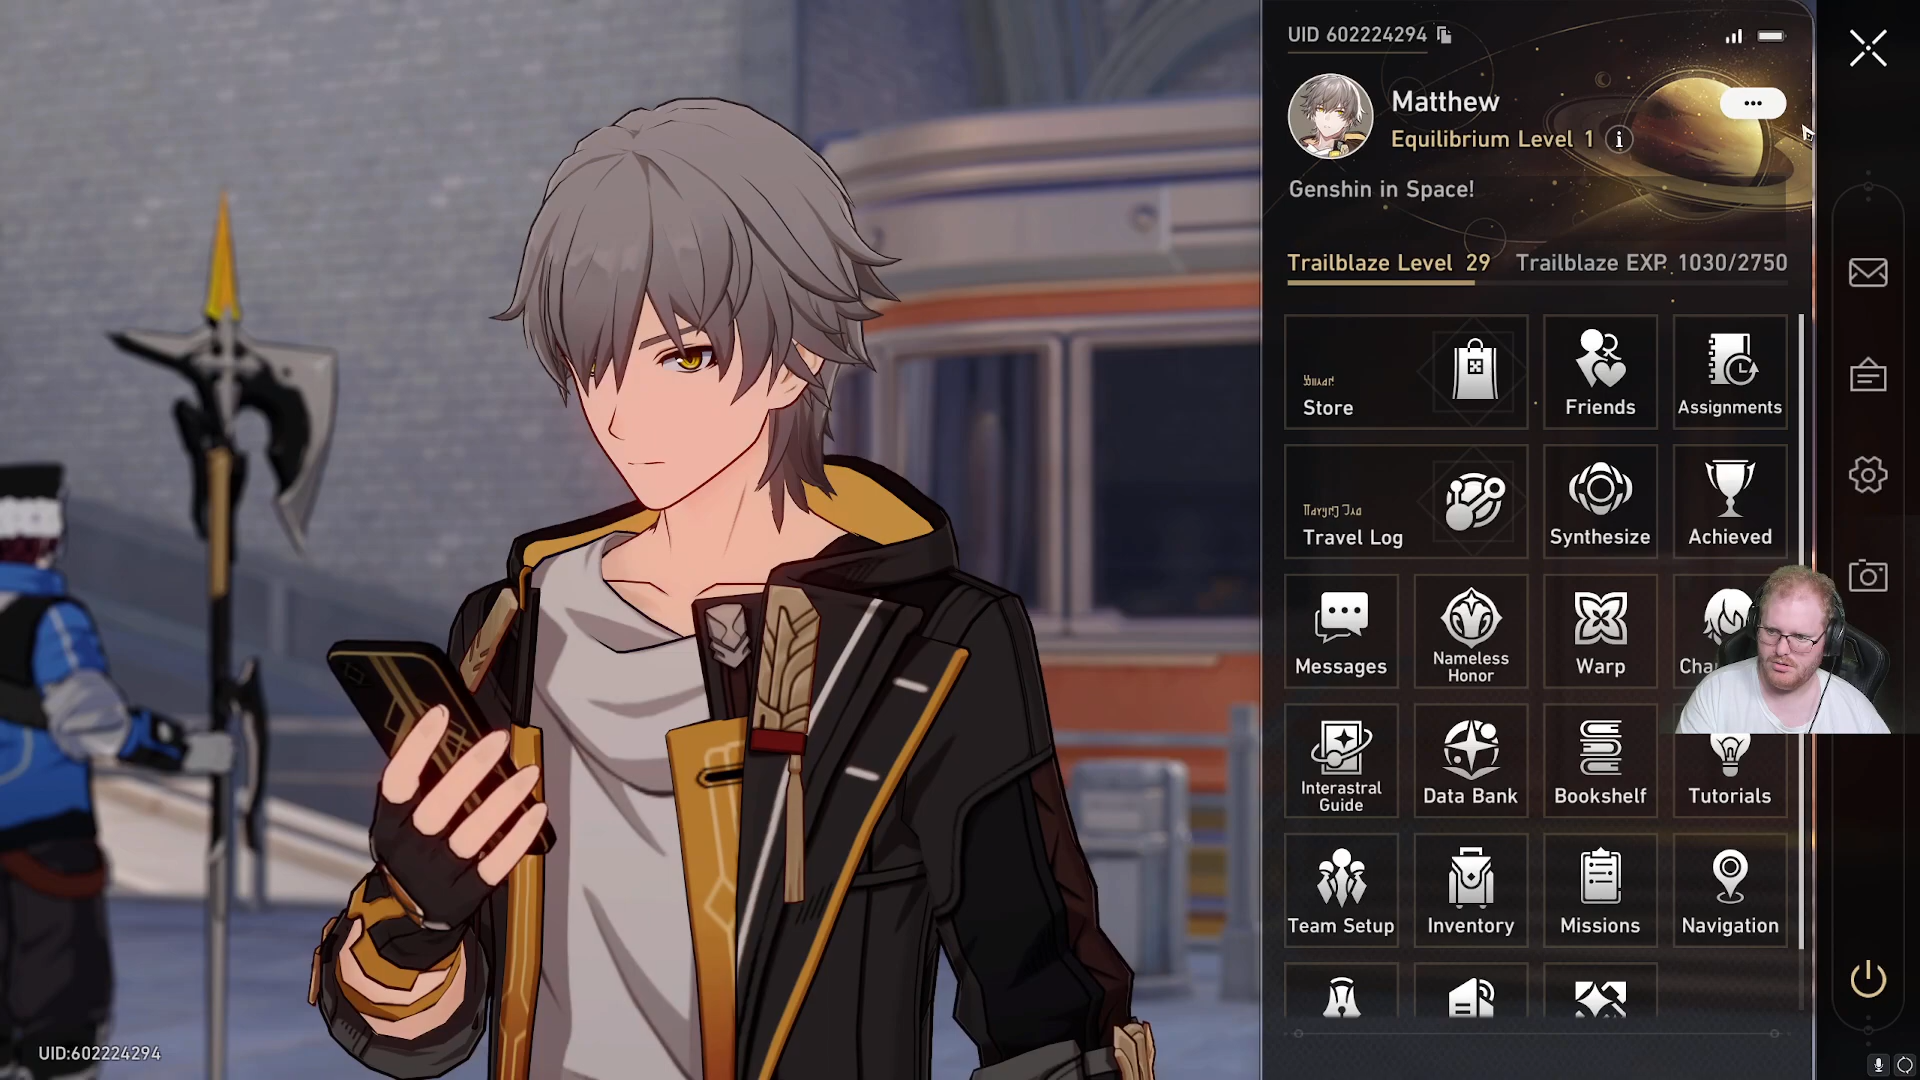 UID 602224294
Matthew
...
Equilibrium Level 1
Genshin in Space!
Trailblaze Level 29 Trailblaze EXP. 1030/2750
Store
Friends
Assignments
Travel Log
Synthesize
Achieved
Messages
Nameless
Honor
Warp
Interastral
Guide
Data Bank
Bookshelf
Tutorials
Team Setup
Inventory
Missions
Navigation
UID:602224294